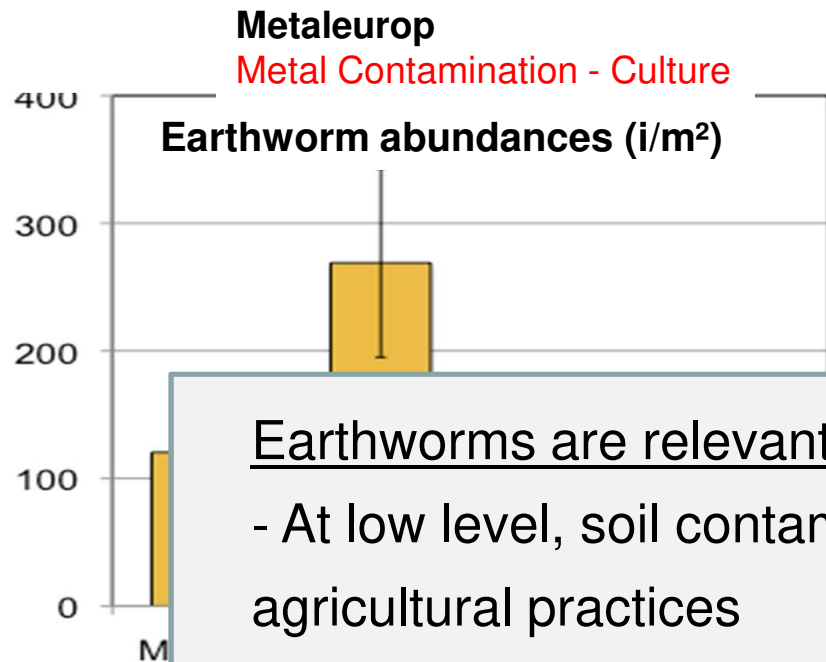 Metaleurop
Metal Contamination - Culture
400
Earthworm abundances (i/m²)
300
200
100
0
Earthworms are relevant
- At low level, soil
agricultural practices